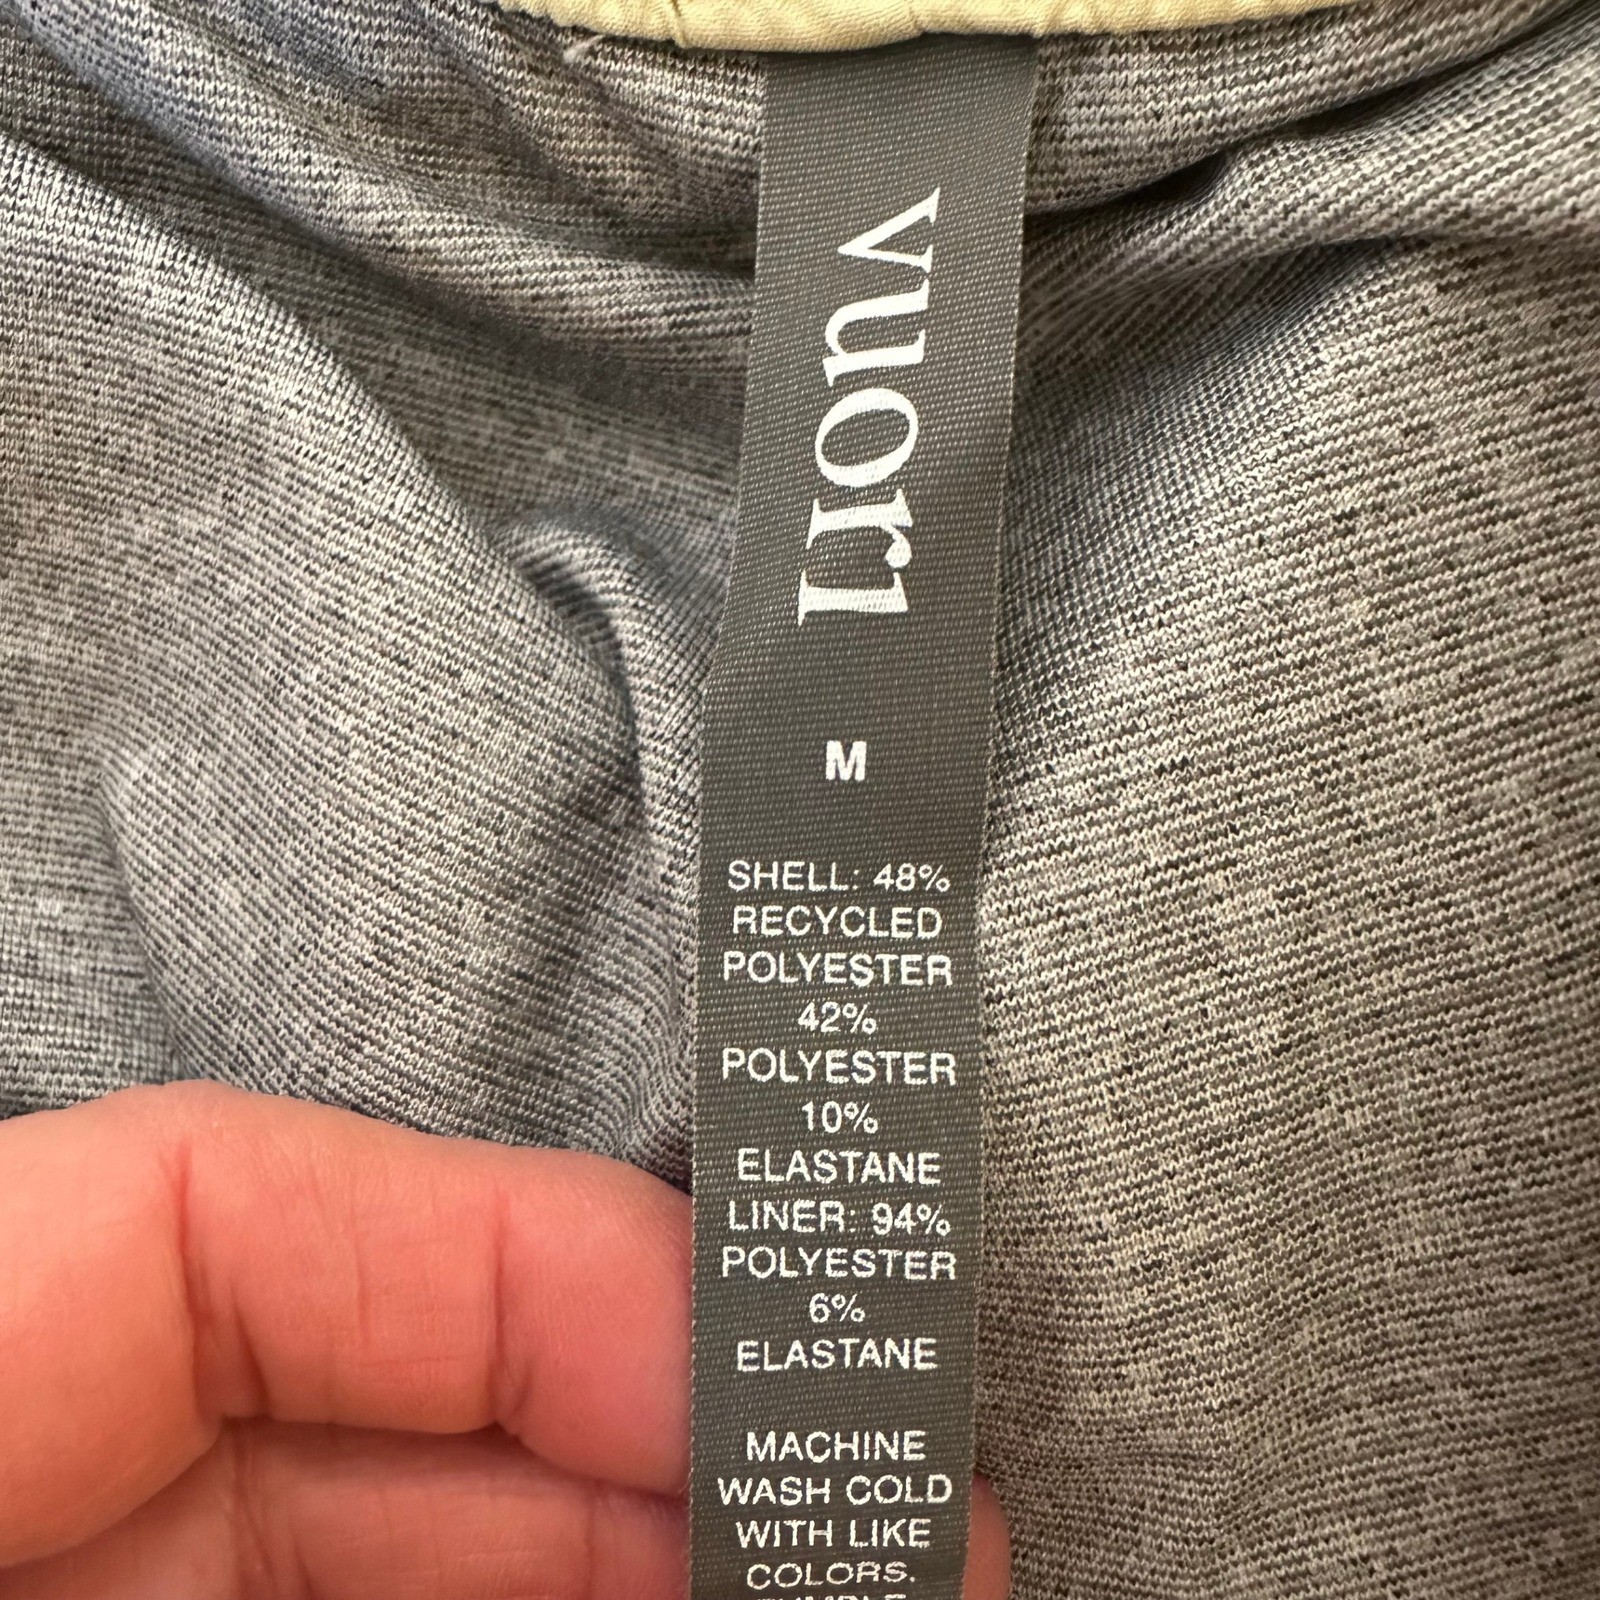 vuori
M
SHELL: 48%
RECYCLED
POLYESTER
42%
POLYESTER
10%
ELASTANE
LINER: 94%
POLYESTER
6%
ELASTANE
MACHINE
WASH COLD
WITH LIKE
COLORS.